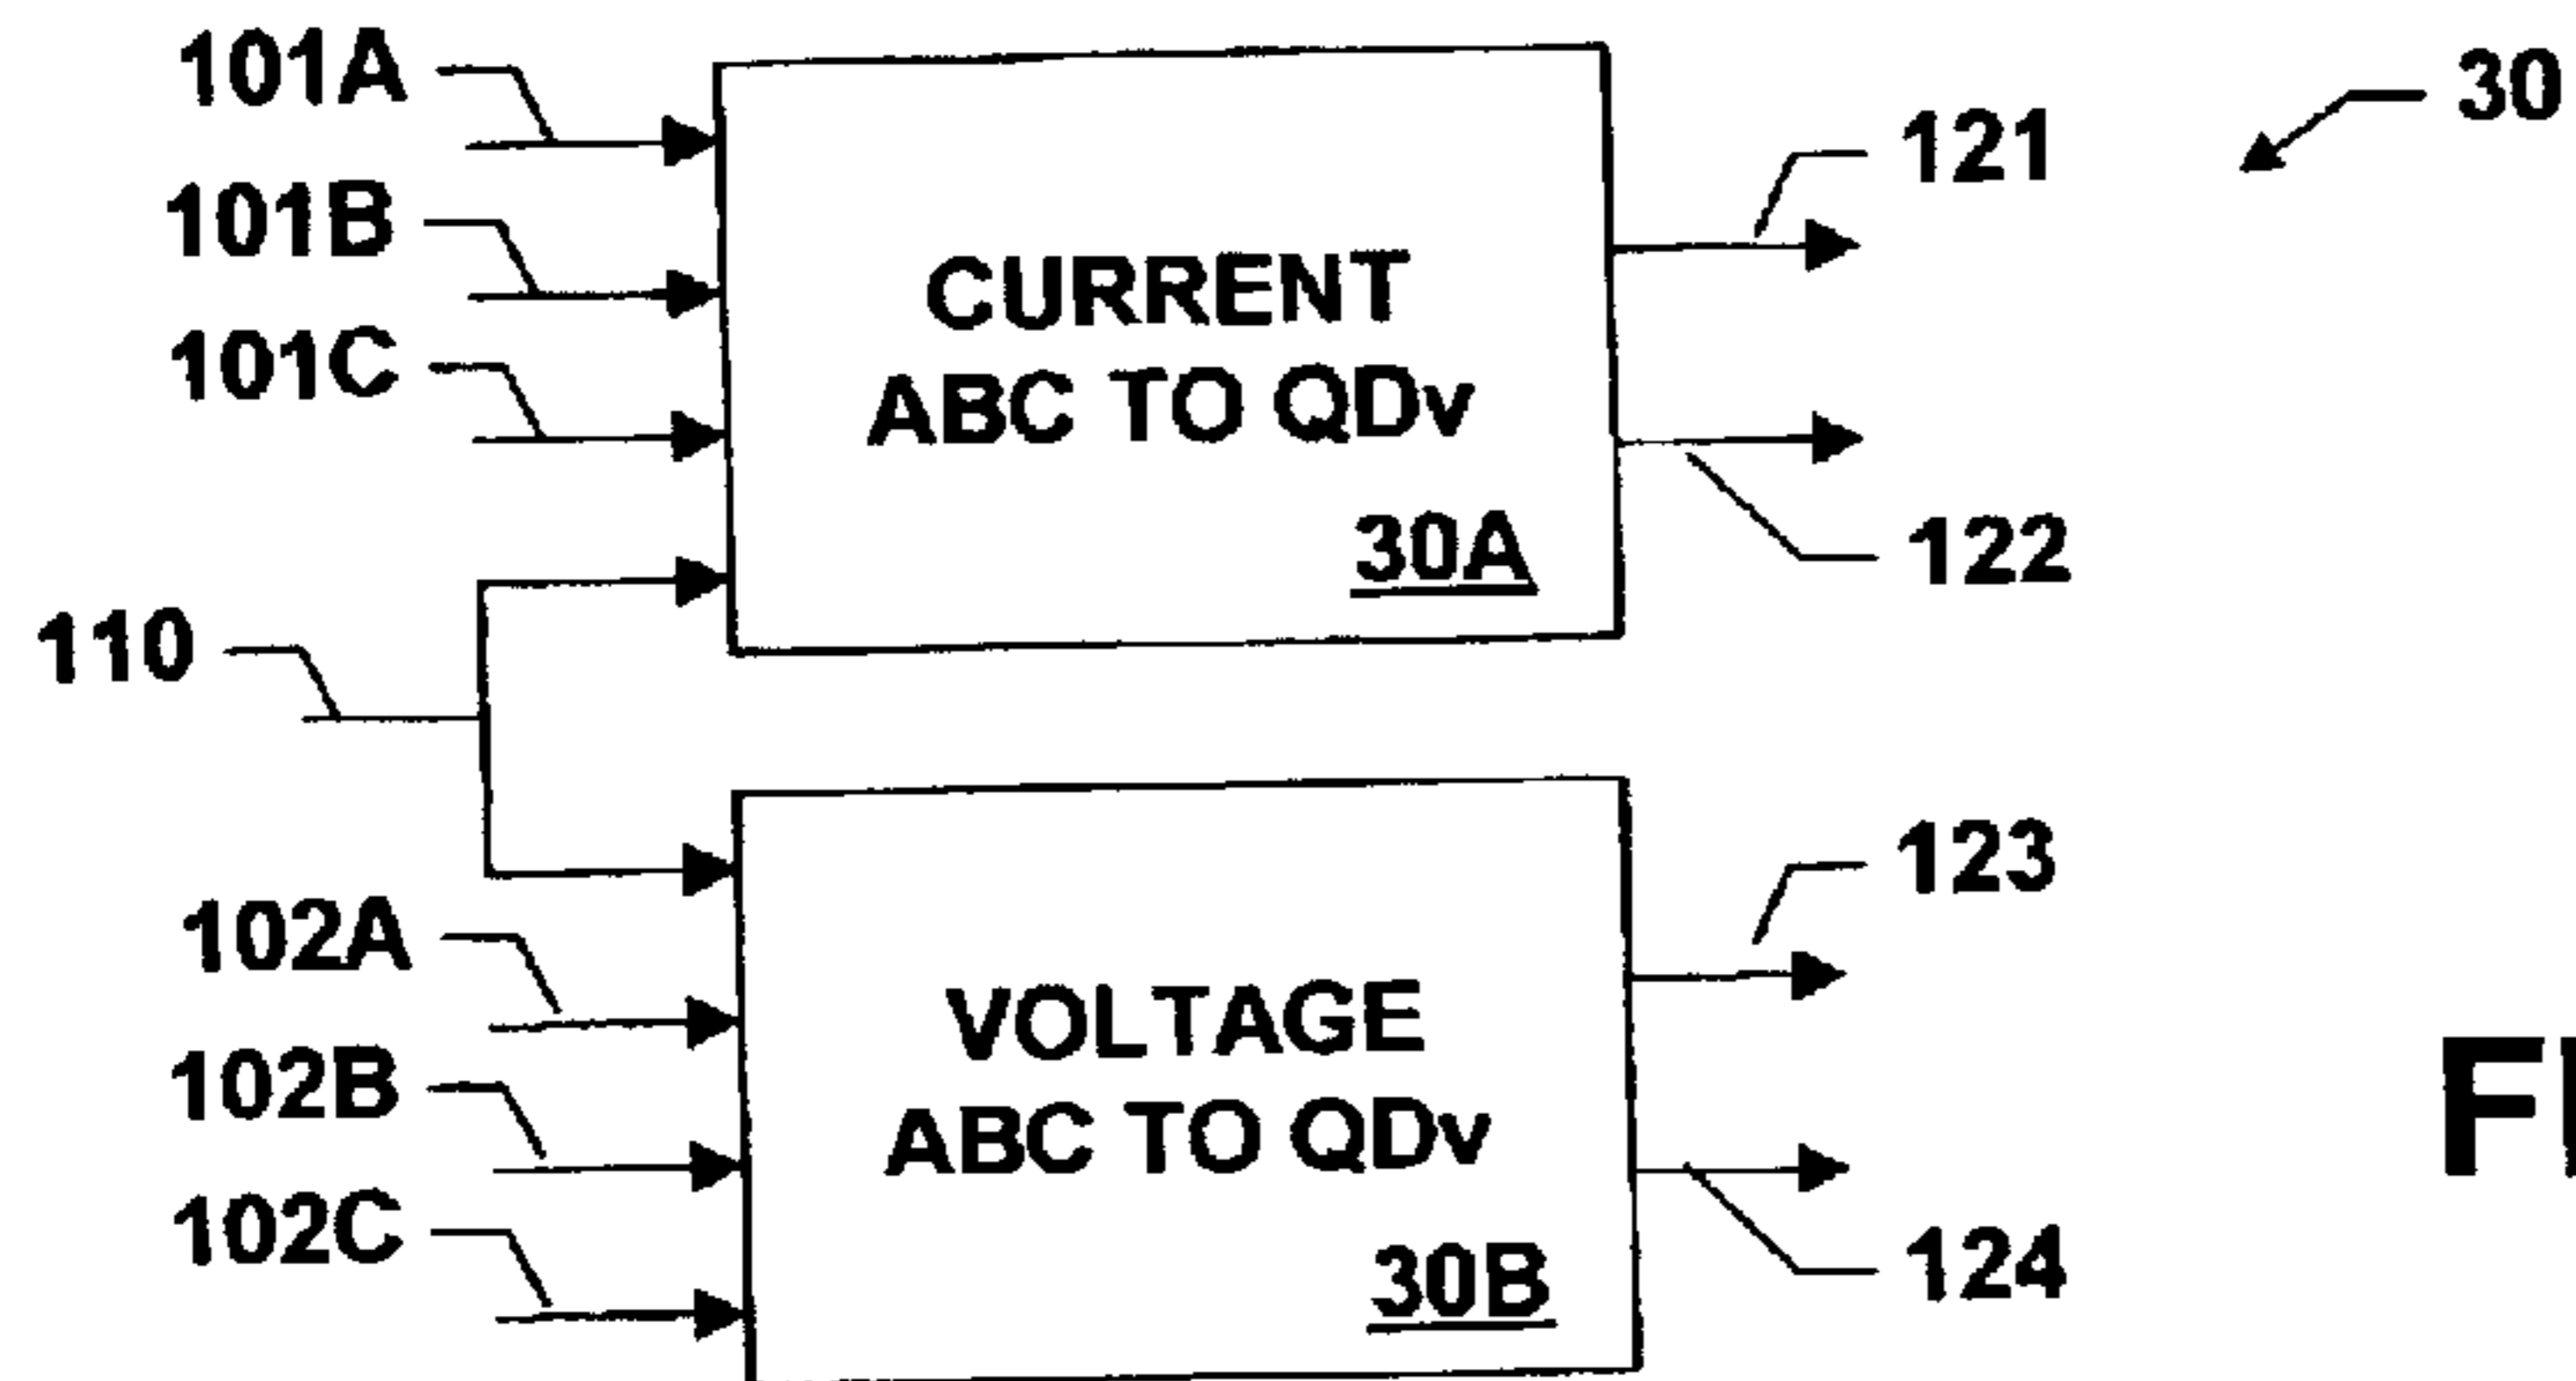 101A
30
121
101B
CURRENT
101C
ABC TO QDv
30A
122
110
123
102A
VOLTAGE
102B
ABC TO QDv
102C
30B
124